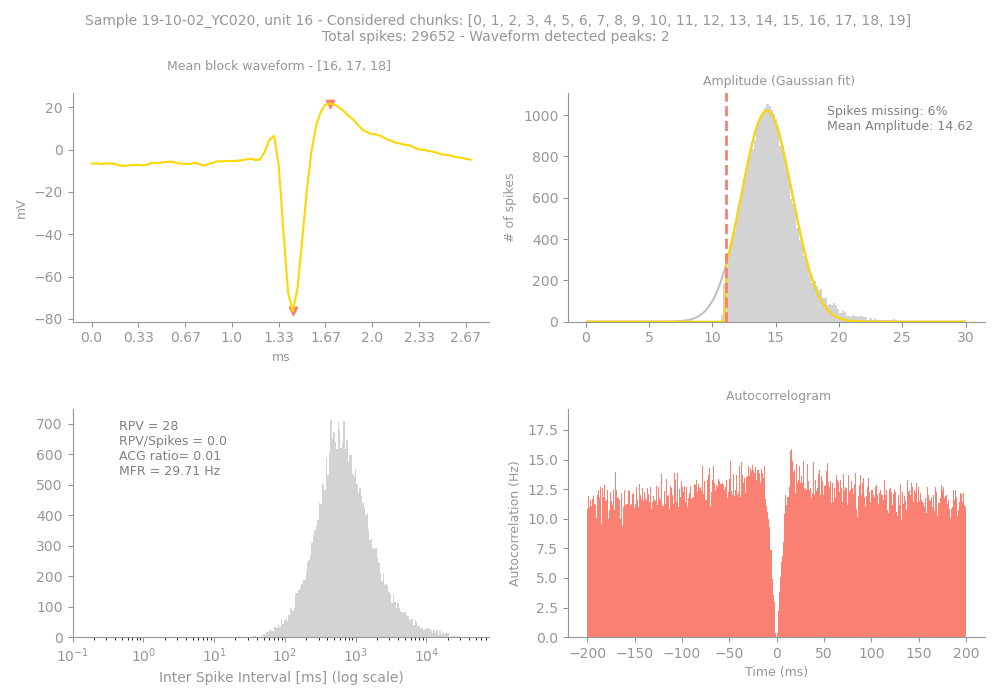 Sample 19-10-02_YC020, unit 16 - Considered chunks: [0, 1, 2, 3, 4, 5, 6, 7, 8, 9, 10, 11, 12, 13, 14, 15, 16, 17, 18, 19]
Total spikes: 29652 - Waveform detected peaks: 2
Mean block waveform - [16, 17, 18]
20
0
−20
−40
−60
−80
mV
0.0 0.33 0.67 1.0 1.33 1.67 2.0 2.33 2.67
ms
Amplitude (Gaussian fit)
Spikes missing: 6%
Mean Amplitude: 14.62
1000
800
600
400
200
0
# of spikes
0 5 10 15 20 25 30
RPV = 28
RPV/Spikes = 0.0
ACG ratio= 0.01
MFR = 29.71 Hz
700
600
500
400
300
200
100
0
10⁻¹ 10⁰ 10¹ 10² 10³ 10⁴
Inter Spike Interval [ms] (log scale)
Autocorrelogram
17.5
15.0
12.5
10.0
7.5
5.0
2.5
0.0
Autocorrelation (Hz)
−200 −150 −100 −50 0 50 100 150 200
Time (ms)